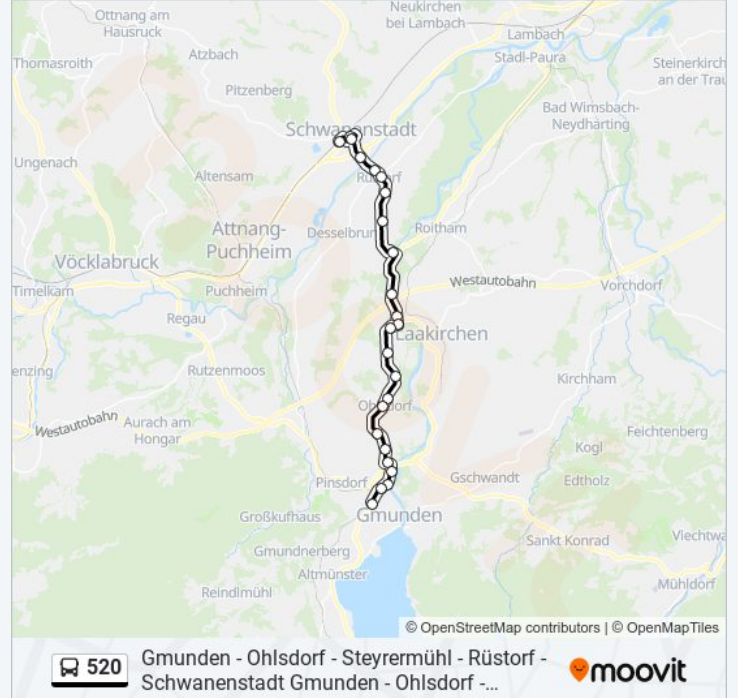 Ottnang am
Hausruck
Neukirchen
bei Lambach
Lambach
Atzbach
Stadl-Paura
Thomasroith
Steinerkirch
an der Trau
Pitzenberg
Bad Wimsbach-
Neydharting
Schwanenstadt
Ungenach
Altensam
Desselbrun
Roitham
Attnang-
Puchheim
Vöcklabruck
Westautobahn
Timelkam
Puchheim
Vorchdorf
Regau
Laakirchen
enzing
Rutzenmoos
Kirchham
Westautobahn
Aurach am
Hongar
Feichtenberg
Kogl
Pinsdorf
Gschwandt
Edtholz
Großkufhaus
Gmunden
Gmundnerberg
Sankt Konrad
Viechtwa
Altmünster
Mühldorf
Reindlmühl
© OpenStreetMap contributors | © OpenMapTiles
520
Gmunden - Ohlsdorf - Steyrermühl - Rüstorf -
Schwanenstadt Gmunden - Ohlsdorf -...
moovit